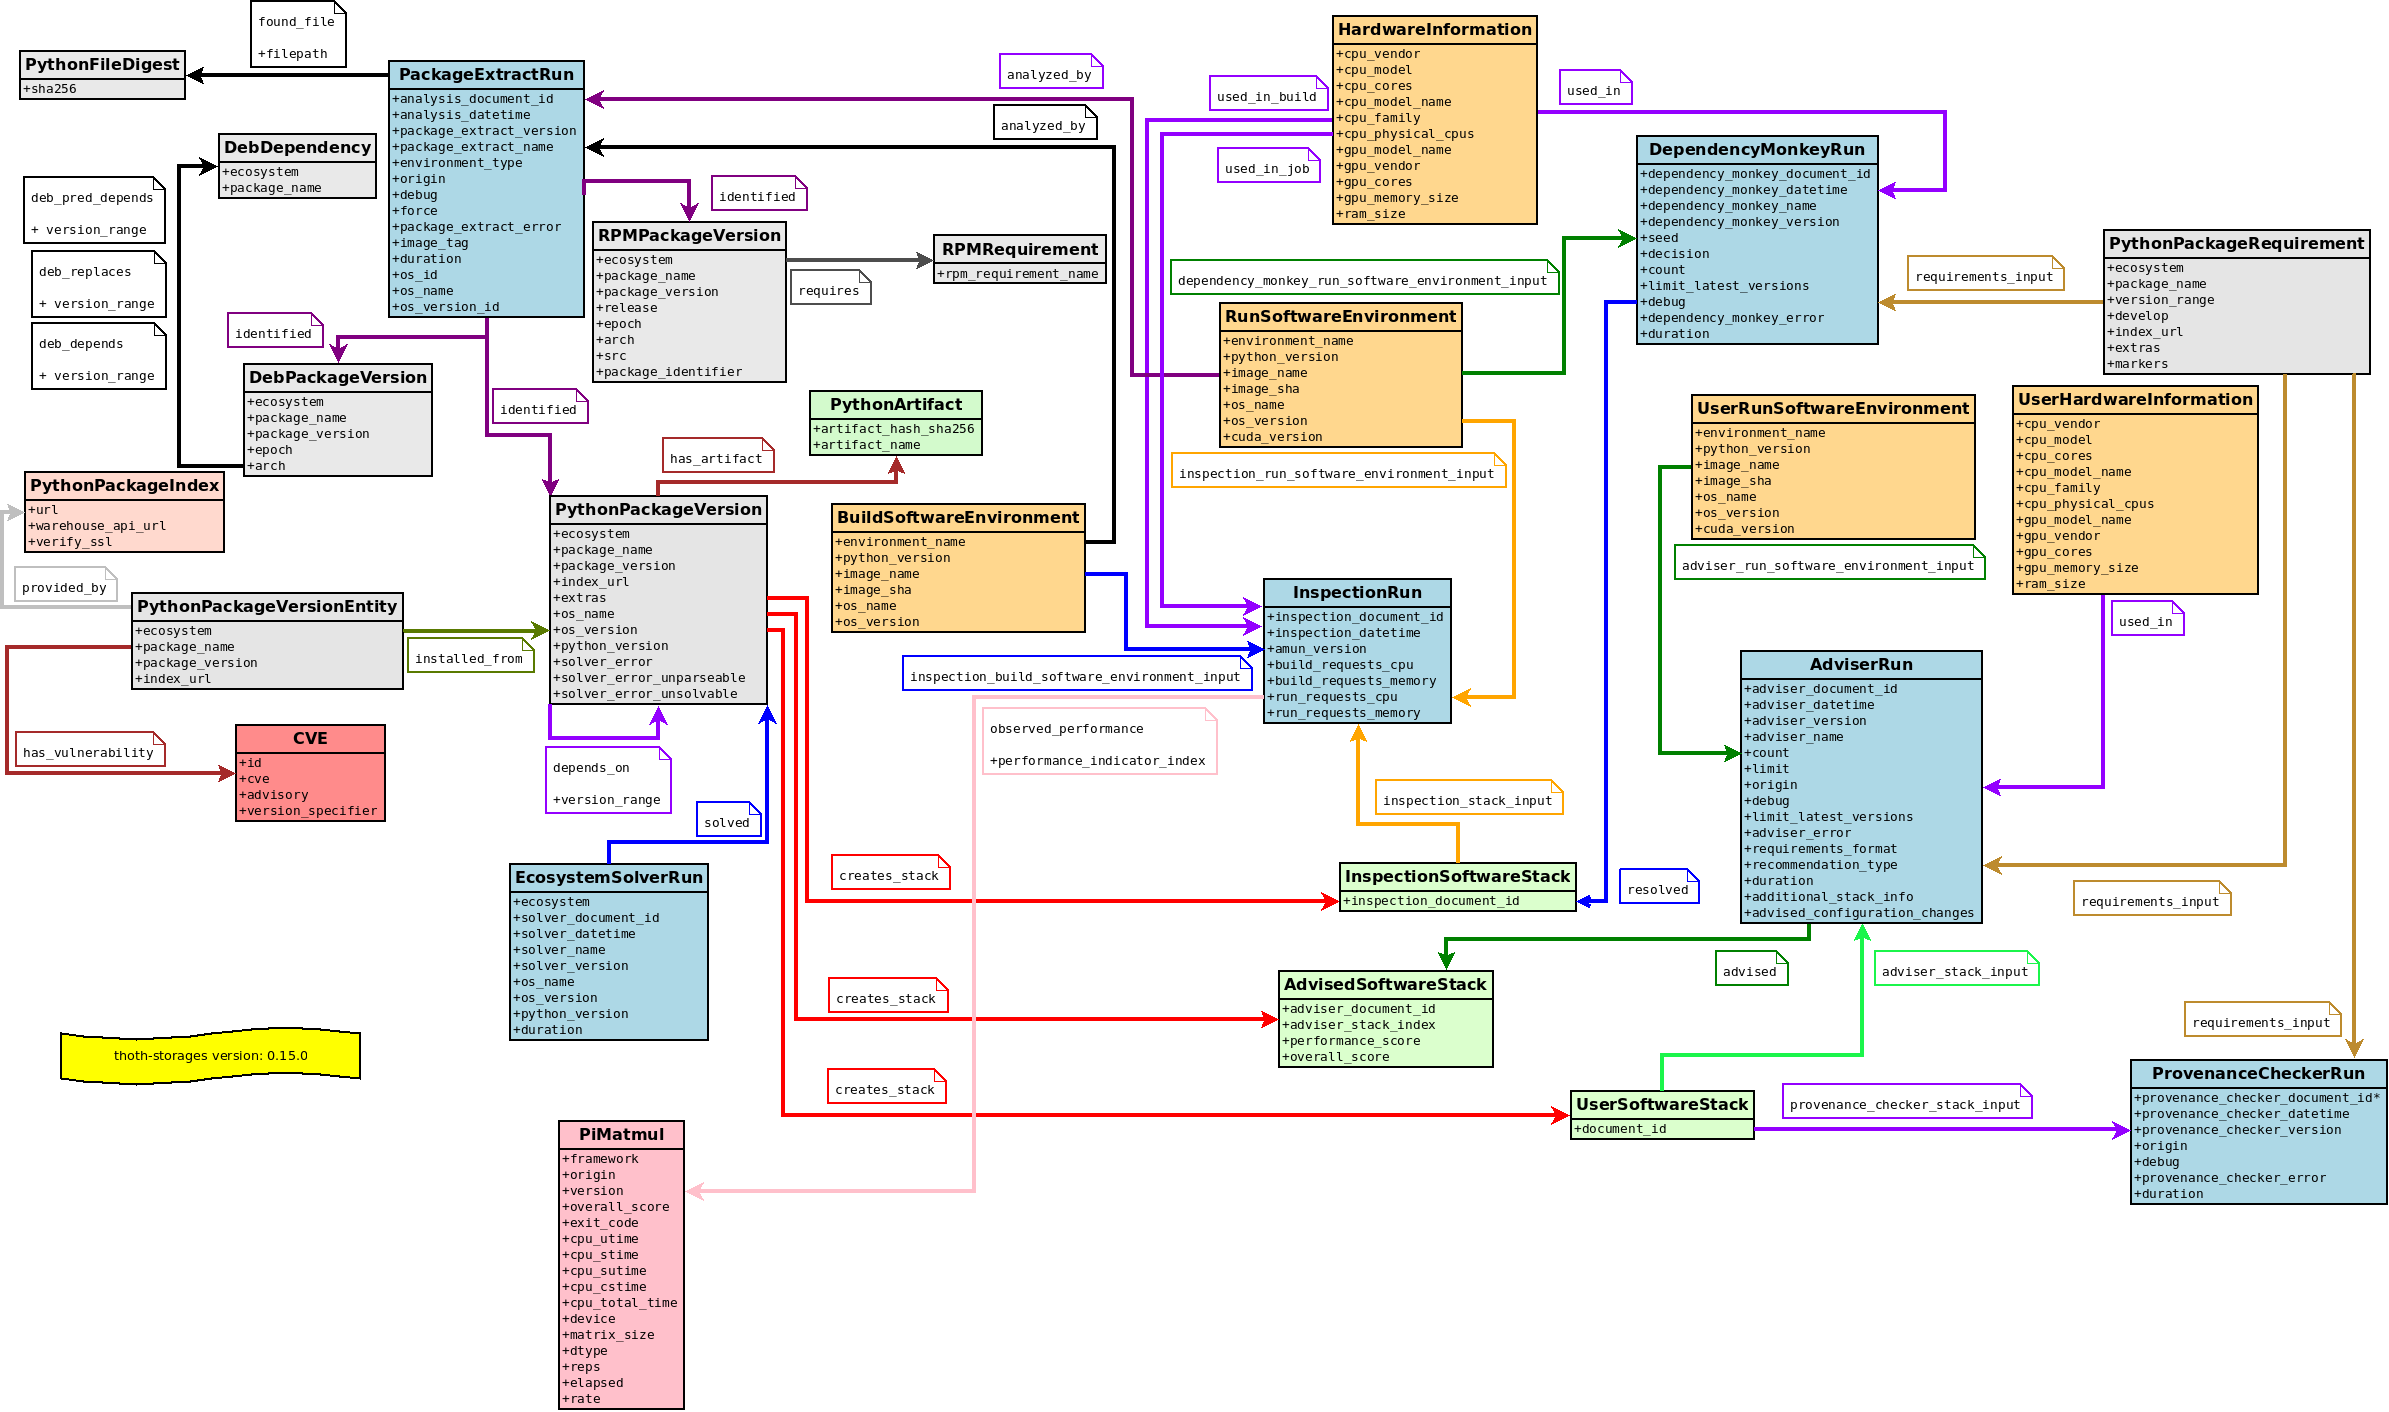 found_file
+filepath
PythonFileDigest
+sha256
PackageExtractRun
+analysis_document_id
+analysis_datetime
+package_extract_version
+package_extract_name
+environment_type
+origin
+debug
+force
+package_extract_error
+image_tag
+duration
+os_id
+os_name
+os_version_id
analyzed_by
analyzed_by
HardwareInformation
+cpu_vendor
+cpu_model
+cpu_cores
+cpu_model_name
+cpu_family
+cpu_physical_cpus
+gpu_model_name
+gpu_vendor
+gpu_cores
+gpu_memory_size
+ram_size
used_in_build
used_in_job
used_in
DependencyMonkeyRun
+dependency_monkey_document_id
+dependency_monkey_datetime
+dependency_monkey_name
+dependency_monkey_version
+seed
+decision
+count
+limit_latest_versions
+debug
+dependency_monkey_error
+duration
DebDependency
+ecosystem
+package_name
deb_pred_depends
+ version_range
deb_replaces
+ version_range
deb_depends
+ version_range
identified
RPMPackageVersion
+ecosystem
+package_name
+package_version
+release
+epoch
+arch
+src
+package_identifier
requires
RPMRequirement
+rpm_requirement_name
dependency_monkey_run_software_environment_input
RunSoftwareEnvironment
+environment_name
+python_version
+image_name
+image_sha
+os_name
+os_version
+cuda_version
inspection_run_software_environment_input
requirements_input
PythonPackageRequirement
+ecosystem
+package_name
+version_range
+develop
+index_url
+extras
+markers
identified
DebPackageVersion
+ecosystem
+package_name
+package_version
+epoch
+arch
identified
PythonArtifact
+artifact_hash_sha256
+artifact_name
has_artifact
UserRunSoftwareEnvironment
+environment_name
+python_version
+image_name
+image_sha
+os_name
+os_version
+cuda_version
adviser_run_software_environment_input
UserHardwareInformation
+cpu_vendor
+cpu_model
+cpu_cores
+cpu_model_name
+cpu_family
+cpu_physical_cpus
+gpu_model_name
+gpu_vendor
+gpu_cores
+gpu_memory_size
+ram_size
used_in
PythonPackageIndex
+url
+warehouse_api_url
+verify_ssl
provided_by
PythonPackageVersion
+ecosystem
+package_name
+package_version
+index_url
+extras
+os_name
+os_version
+python_version
+solver_error
+solver_error_unparseable
+solver_error_unsolvable
BuildSoftwareEnvironment
+environment_name
+python_version
+image_name
+image_sha
+os_name
+os_version
inspection_build_software_environment_input
InspectionRun
+inspection_document_id
+inspection_datetime
+amun_version
+build_requests_cpu
+build_requests_memory
+run_requests_cpu
+run_requests_memory
PythonPackageVersionEntity
+ecosystem
+package_name
+package_version
+index_url
installed_from
has_vulnerability
CVE
+id
+cve
+advisory
+version_specifier
depends_on
+version_range
solved
observed_performance
+performance_indicator_index
inspection_stack_input
AdviserRun
+adviser_document_id
+adviser_datetime
+adviser_version
+adviser_name
+count
+limit
+origin
+debug
+limit_latest_versions
+adviser_error
+requirements_format
+recommendation_type
+duration
+additional_stack_info
+advised_configuration_changes
EcosystemSolverRun
+ecosystem
+solver_document_id
+solver_datetime
+solver_name
+solver_version
+os_name
+os_version
+python_version
+duration
creates_stack
InspectionSoftwareStack
+inspection_document_id
resolved
requirements_input
creates_stack
AdvisedSoftwareStack
+adviser_document_id
+adviser_stack_index
+performance_score
+overall_score
advised
adviser_stack_input
requirements_input
thoth-storages version: 0.15.0
creates_stack
UserSoftwareStack
+document_id
provenance_checker_stack_input
ProvenanceCheckerRun
+provenance_checker_document_id*
+provenance_checker_datetime
+provenance_checker_version
+origin
+debug
+provenance_checker_error
+duration
PiMatmul
+framework
+origin
+version
+overall_score
+exit_code
+cpu_utime
+cpu_stime
+cpu_sutime
+cpu_cstime
+cpu_total_time
+device
+matrix_size
+dtype
+reps
+elapsed
+rate